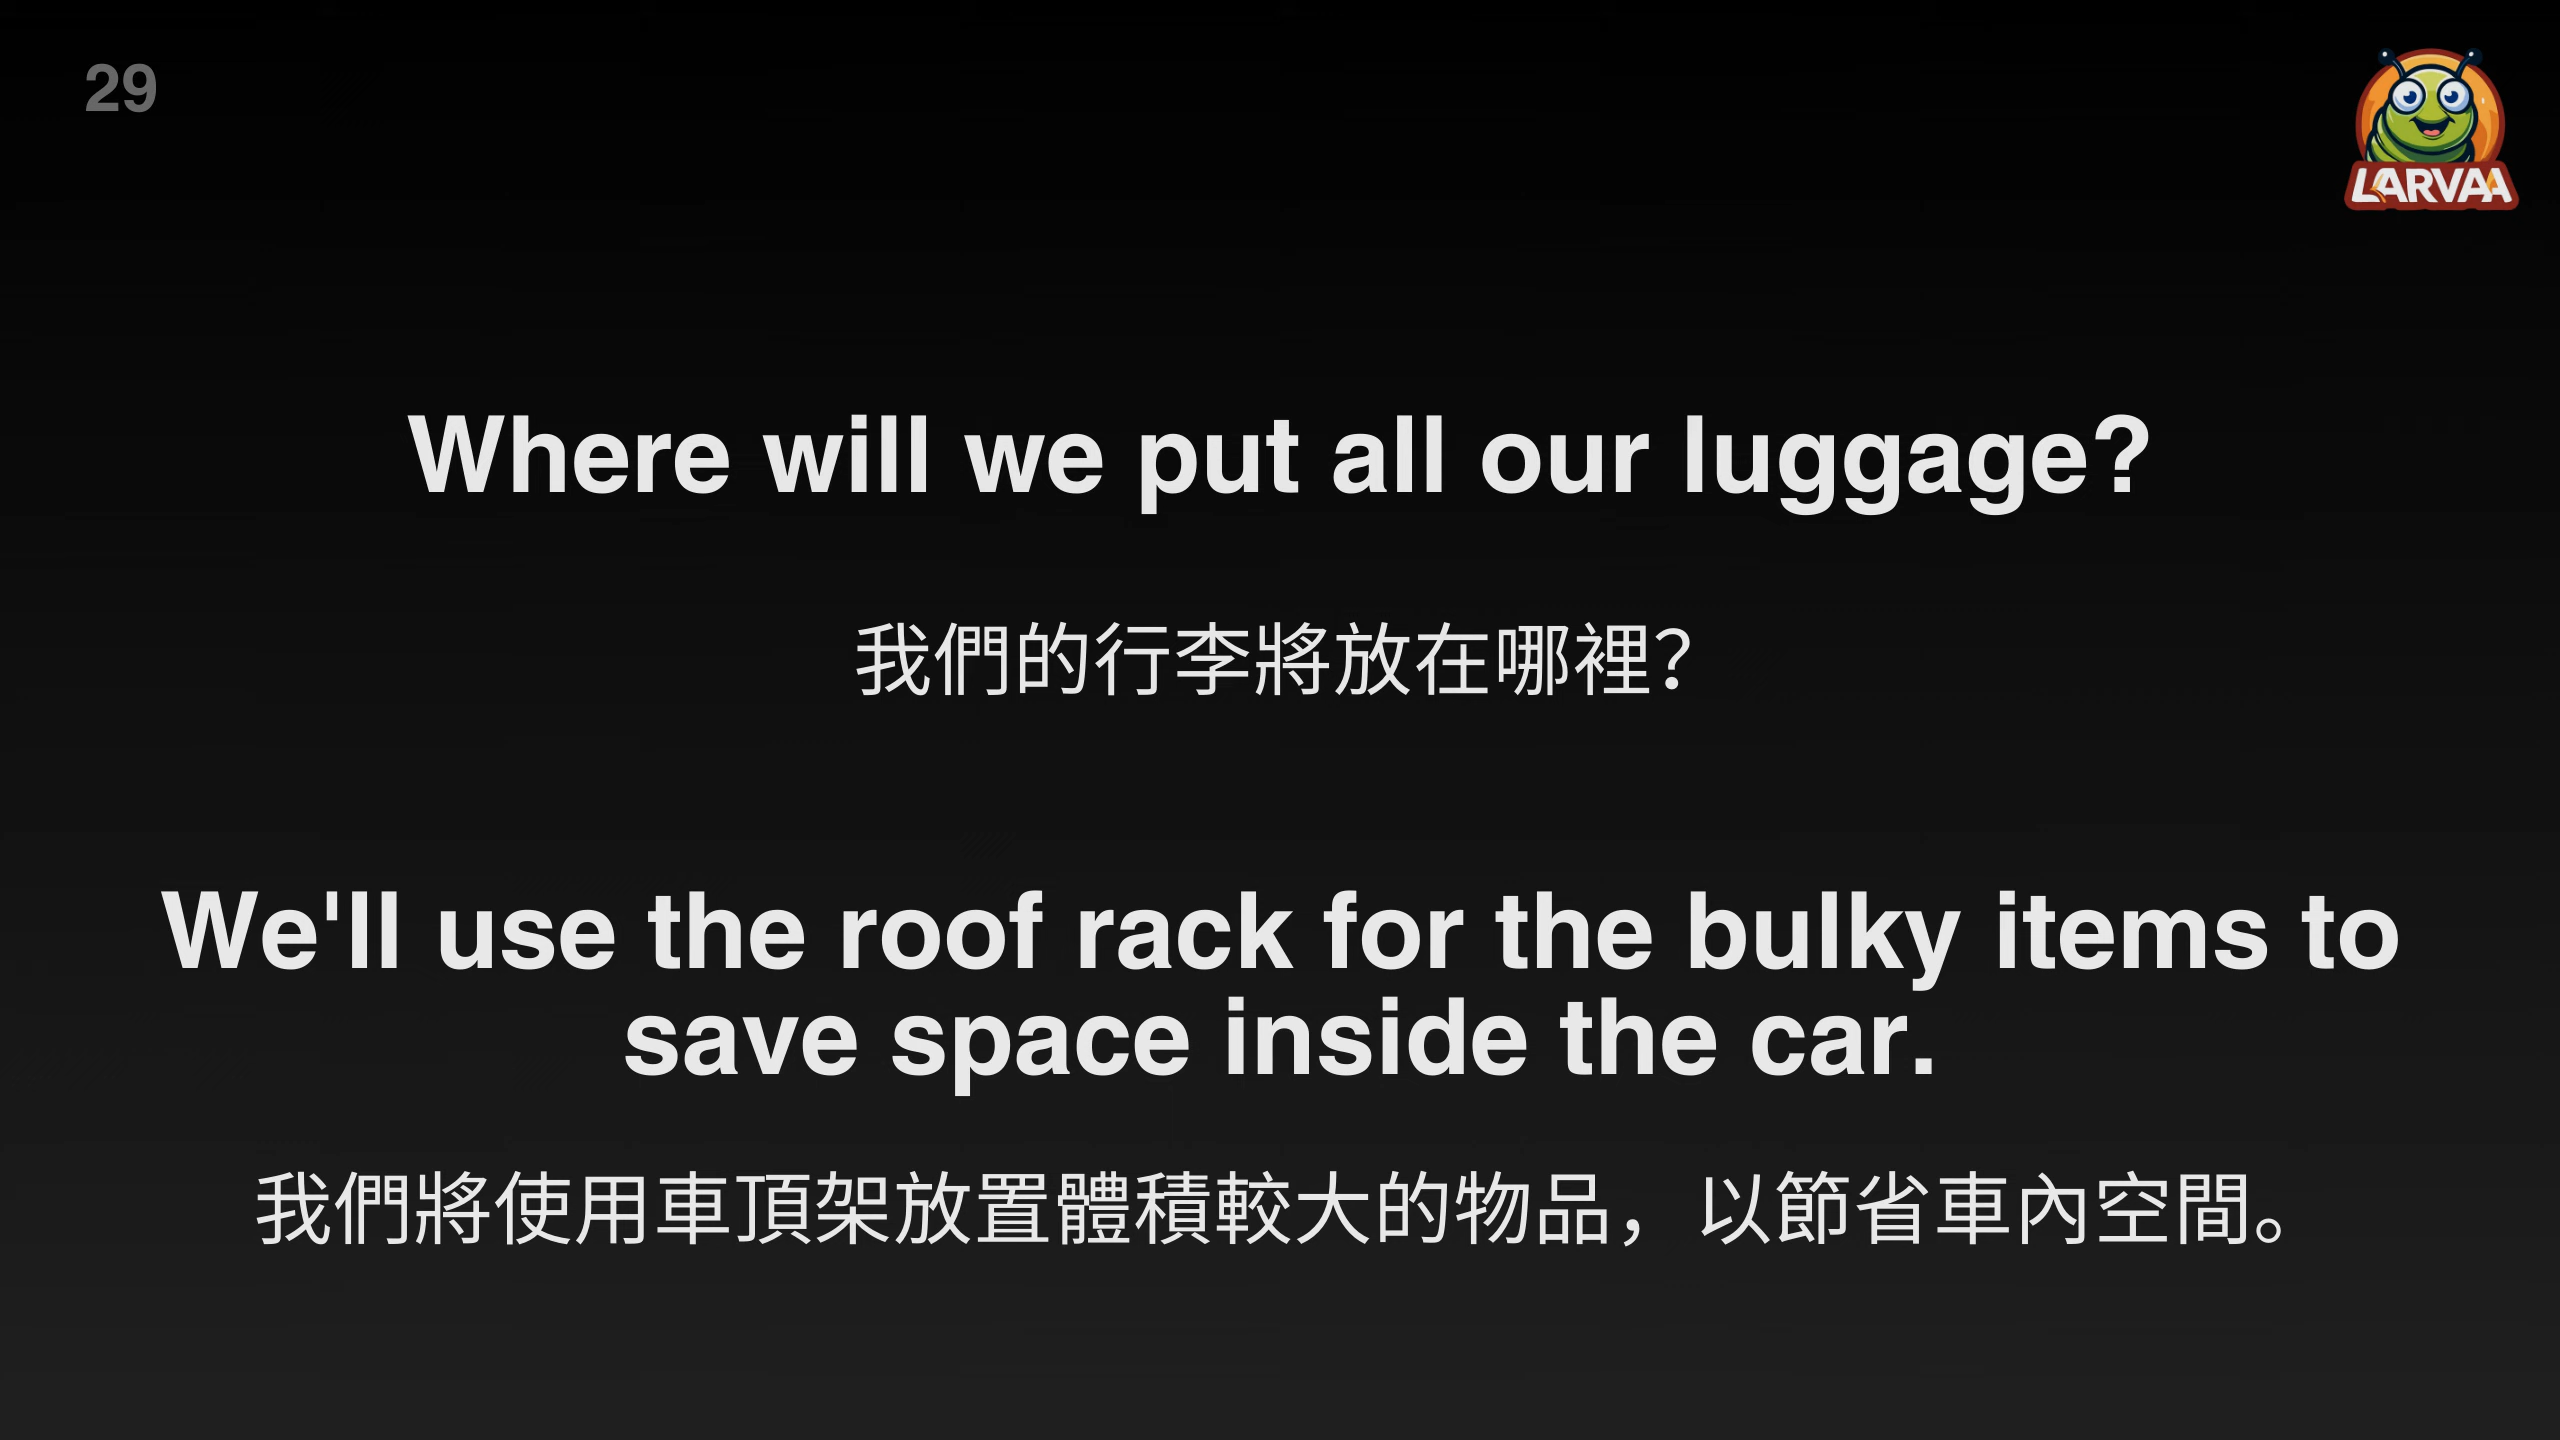 29
LARVAA
Where will we put all our luggage?
我們的行李將放在哪裡？
We'll use the roof rack for the bulky items to
save space inside the car.
我們將使用車頂架放置體積較大的物品，以節省車內空間。